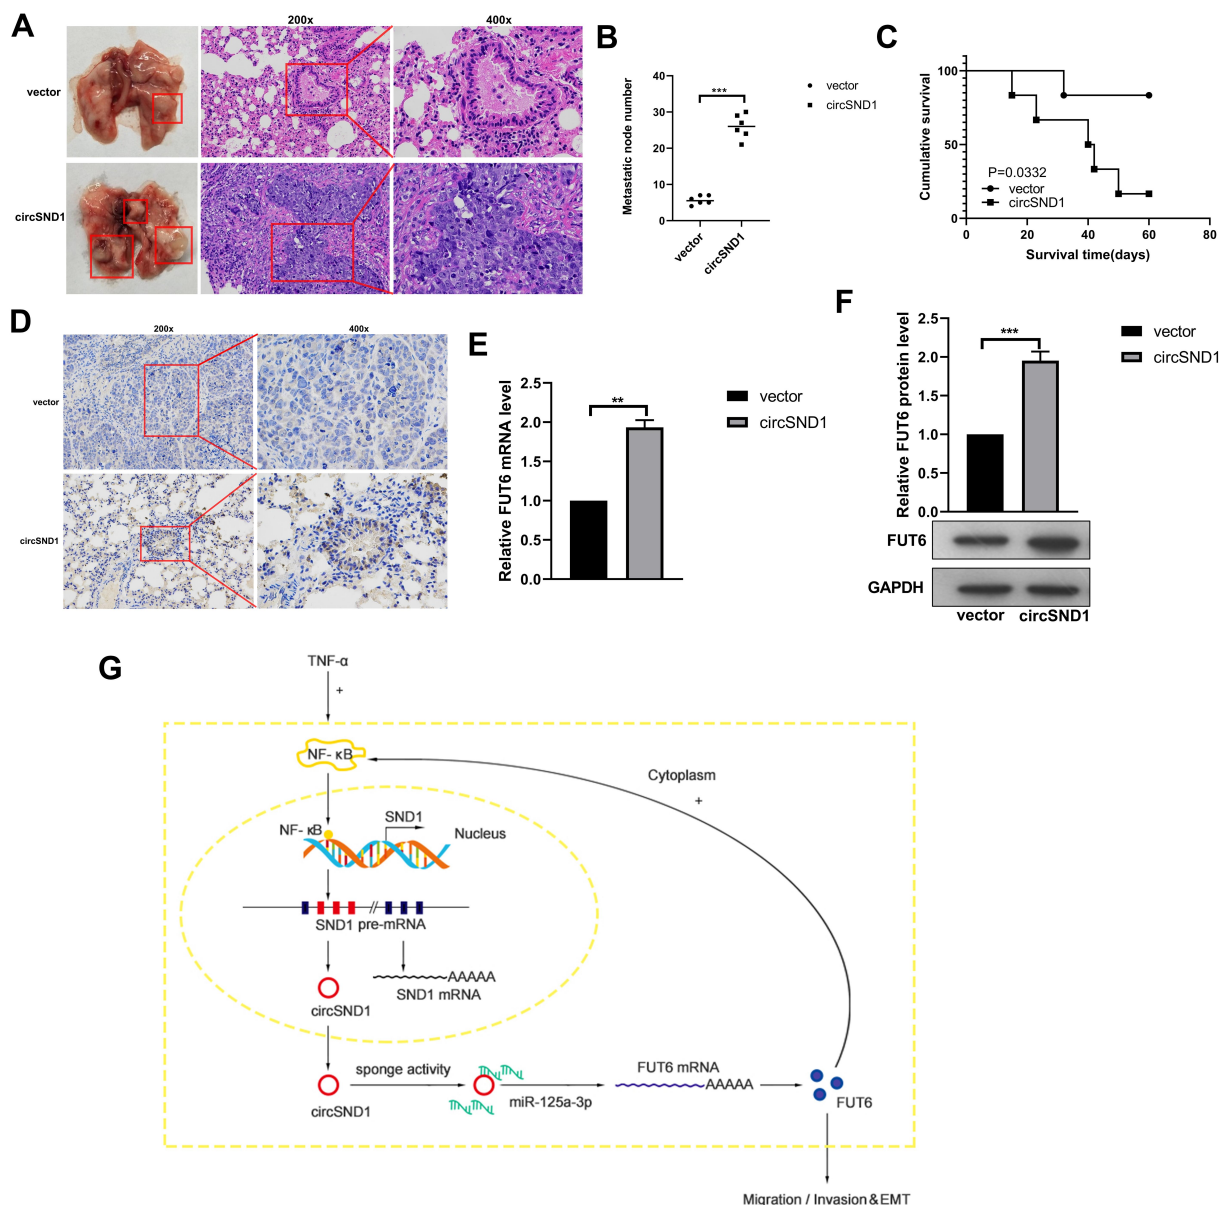 A
200x
400x
vector
circSND1
B
Metastatic node number
40
30
20
10
0
***
vector
circSND1
vector
circSND1
C
Cumulative survival
100
50
0
P=0.0332
vector
circSND1
0
20
40
60
80
Survival time(days)
D
200x
400x
vector
circSND1
E
Relative FUT6 mRNA level
2.5
2.0
1.5
1.0
0.5
0.0
**
vector
circSND1
F
Relative FUT6 protein level
2.5
2.0
1.5
1.0
0.5
0.0
***
vector
circSND1
FUT6
GAPDH
vector
circSND1
G
TNF-α
+
NF- κB
Cytoplasm
+
NF- κB
SND1
Nucleus
SND1 pre-mRNA
AAAAA
SND1 mRNA
circSND1
circSND1
sponge activity
miR-125a-3p
FUT6 mRNA
AAAAA
FUT6
Migration / Invasion & EMT